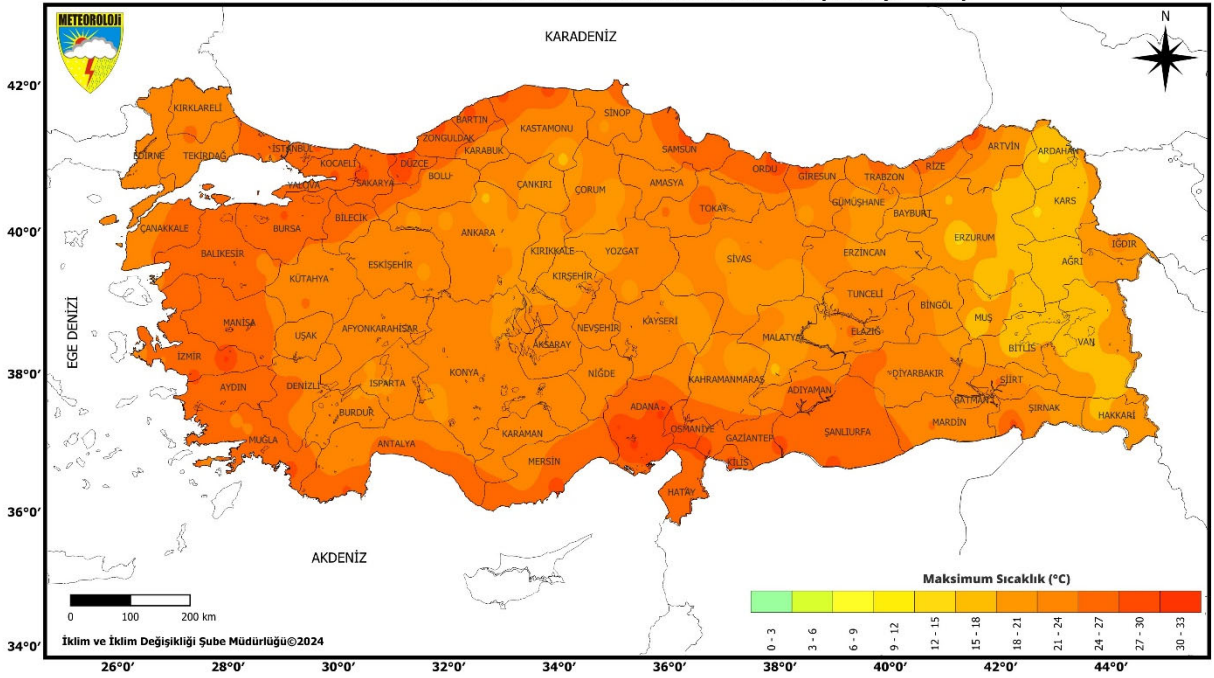 METEOROLOJİ
KARADENİZ
N
42°0'
40°0'
38°0'
36°0'
34°0'
EGE DENİZİ
KIRKLARELİ
EDİRNE
TEKİRDAĞ
İSTANBUL
KOCAELİ
YALOVA
SAKARYA
DÜZCE
BOLU
ZONGULDAK
BARTIN
KARABÜK
KASTAMONU
SİNOP
SAMSUN
ORDU
GİRESUN
TRABZON
RİZE
ARTVİN
ARDAHAN
ÇANAKKALE
BURSA
BİLECİK
ÇANKIRI
ÇORUM
AMASYA
TOKAT
GÜMÜŞHANE
BAYBURT
KARS
BALIKESİR
ESKİŞEHİR
ANKARA
KIRIKKALE
YOZGAT
SİVAS
ERZİNCAN
ERZURUM
AĞRI
IĞDIR
KÜTAHYA
KIRŞEHİR
TUNCELİ
BİNGÖL
MUŞ
MANİSA
UŞAK
AFYONKARAHİSAR
NEVŞEHİR
KAYSERİ
MALATYA
ELAZIĞ
BİTLİS
VAN
İZMİR
AKSARAY
AYDIN
DENİZLİ
ISPARTA
KONYA
NİĞDE
KAHRAMANMARAŞ
ADIYAMAN
DİYARBAKIR
BATMAN
SİİRT
ŞIRNAK
HAKKARİ
BURDUR
ADANA
OSMANİYE
GAZİANTEP
ŞANLIURFA
MARDİN
MUĞLA
ANTALYA
KARAMAN
MERSİN
KİLİS
HATAY
AKDENİZ
Maksimum Sıcaklık (°C)
0 - 3
3 - 6
6 - 9
9 - 12
12 - 15
15 - 18
18 - 21
21 - 24
24 - 27
27 - 30
30 - 33
0 100 200 km
İklim ve İklim Değişikliği Şube Müdürlüğü©2024
26°0' 28°0' 30°0' 32°0' 34°0' 36°0' 38°0' 40°0' 42°0' 44°0'